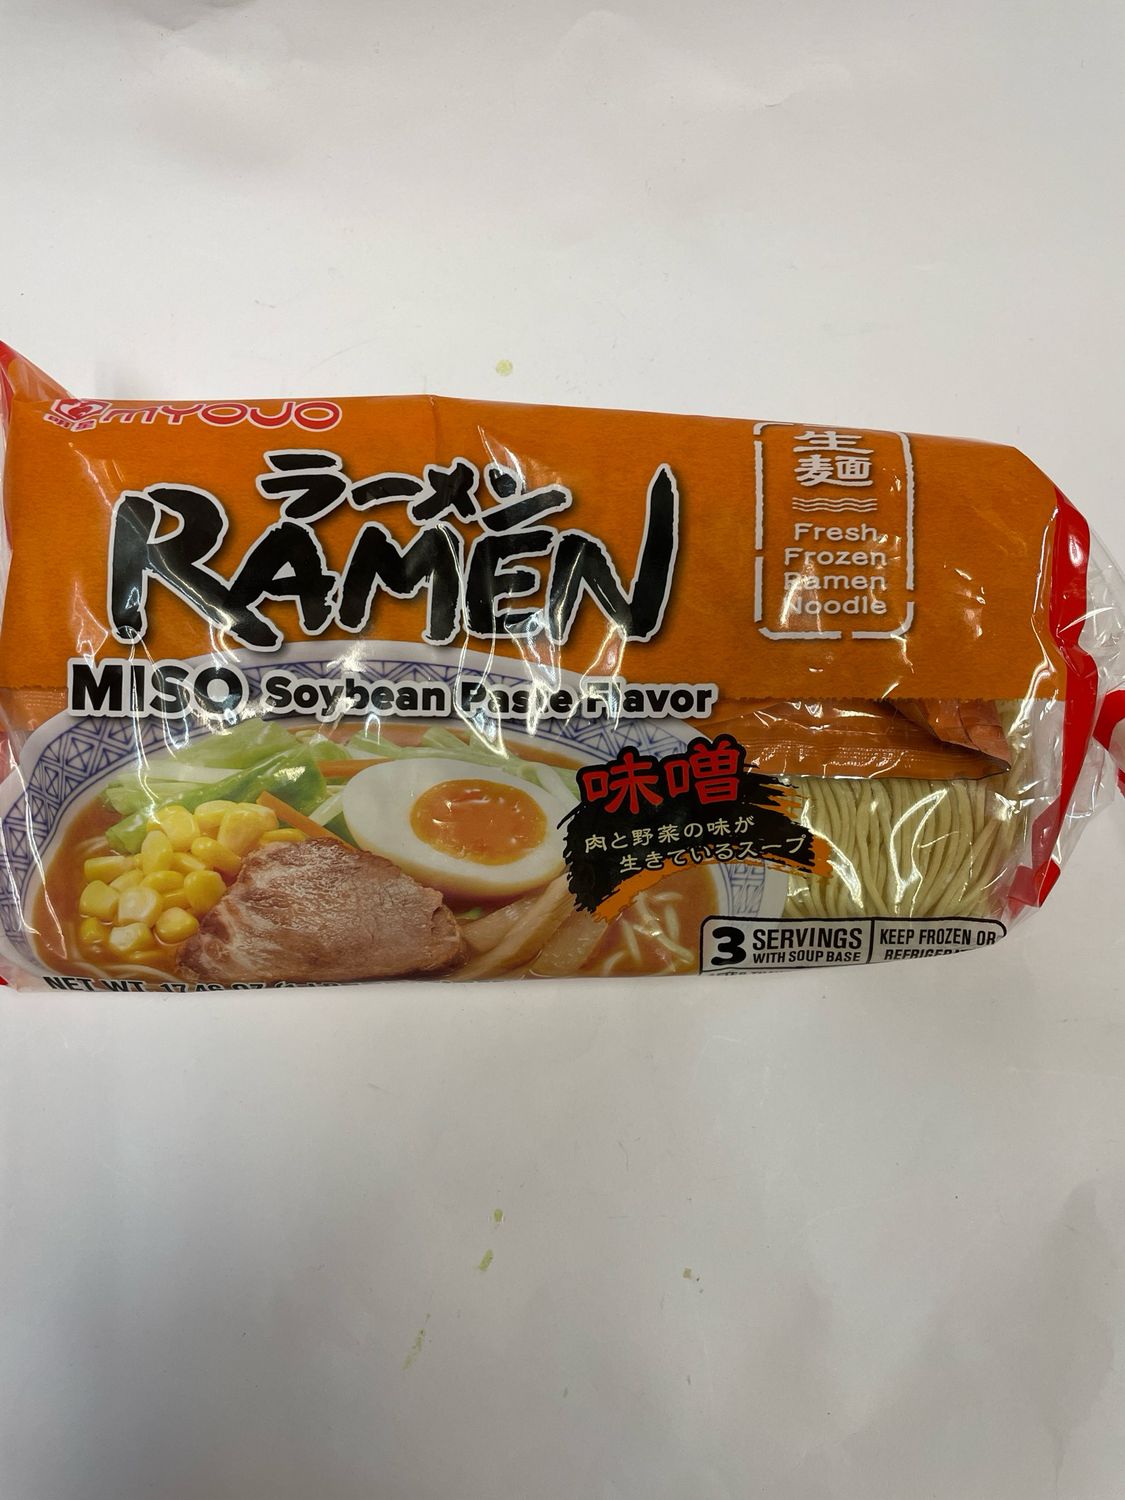 明星 MYOJO
ラーメン
RAMEN
MISO Soybean Paste Flavor
生麺
Fresh,
Frozen
Ramen
Noodle
味噌
肉と野菜の味が
生きているスープ
3 SERVINGS
WITH SOUP BASE
KEEP FROZEN OR
NET WT.